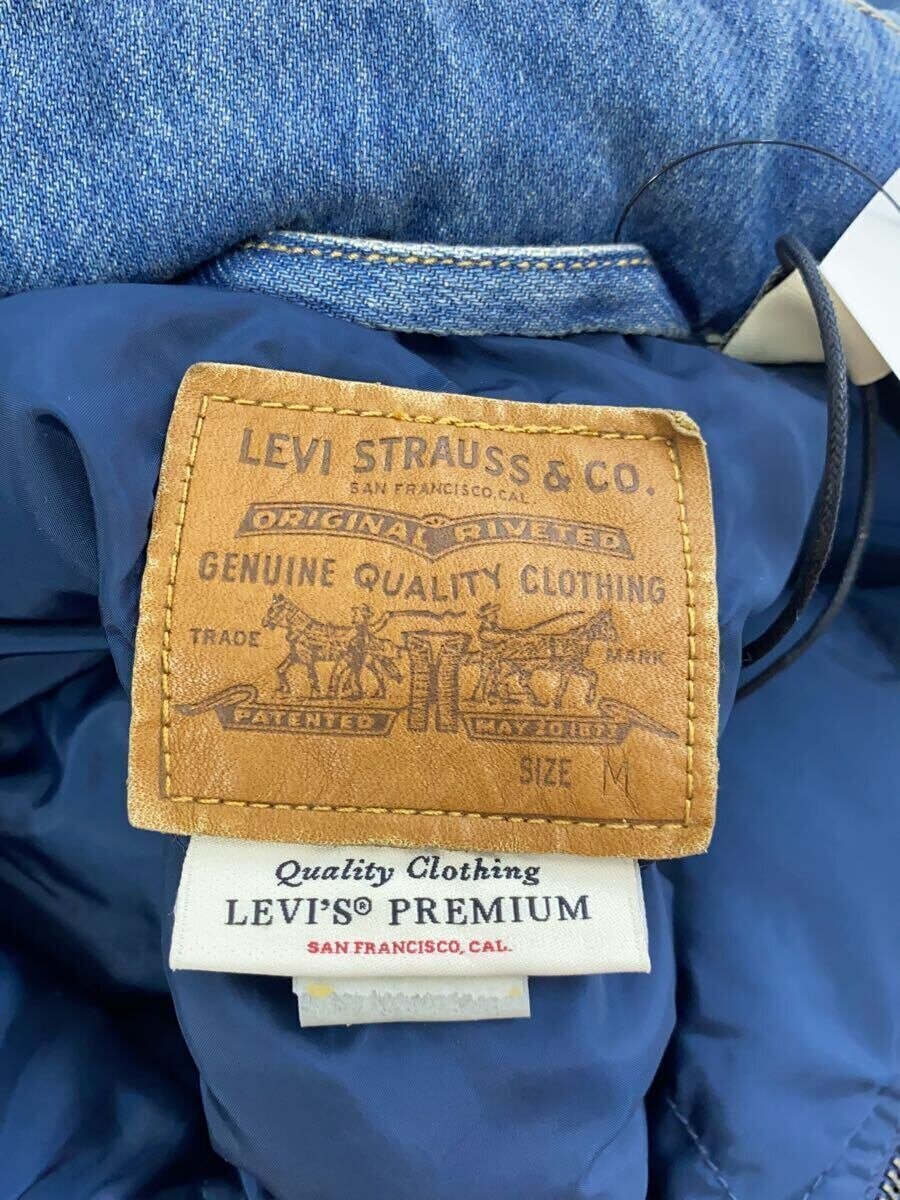 LEVI STRAUSS & CO.
SAN FRANCISCO, CAL.
ORIGINAL RIVETED
GENUINE QUALITY CLOTHING
TRADE MARK
PATENTED MAY 20 1873
SIZE M
Quality Clothing
LEVI'S® PREMIUM
SAN FRANCISCO, CAL.